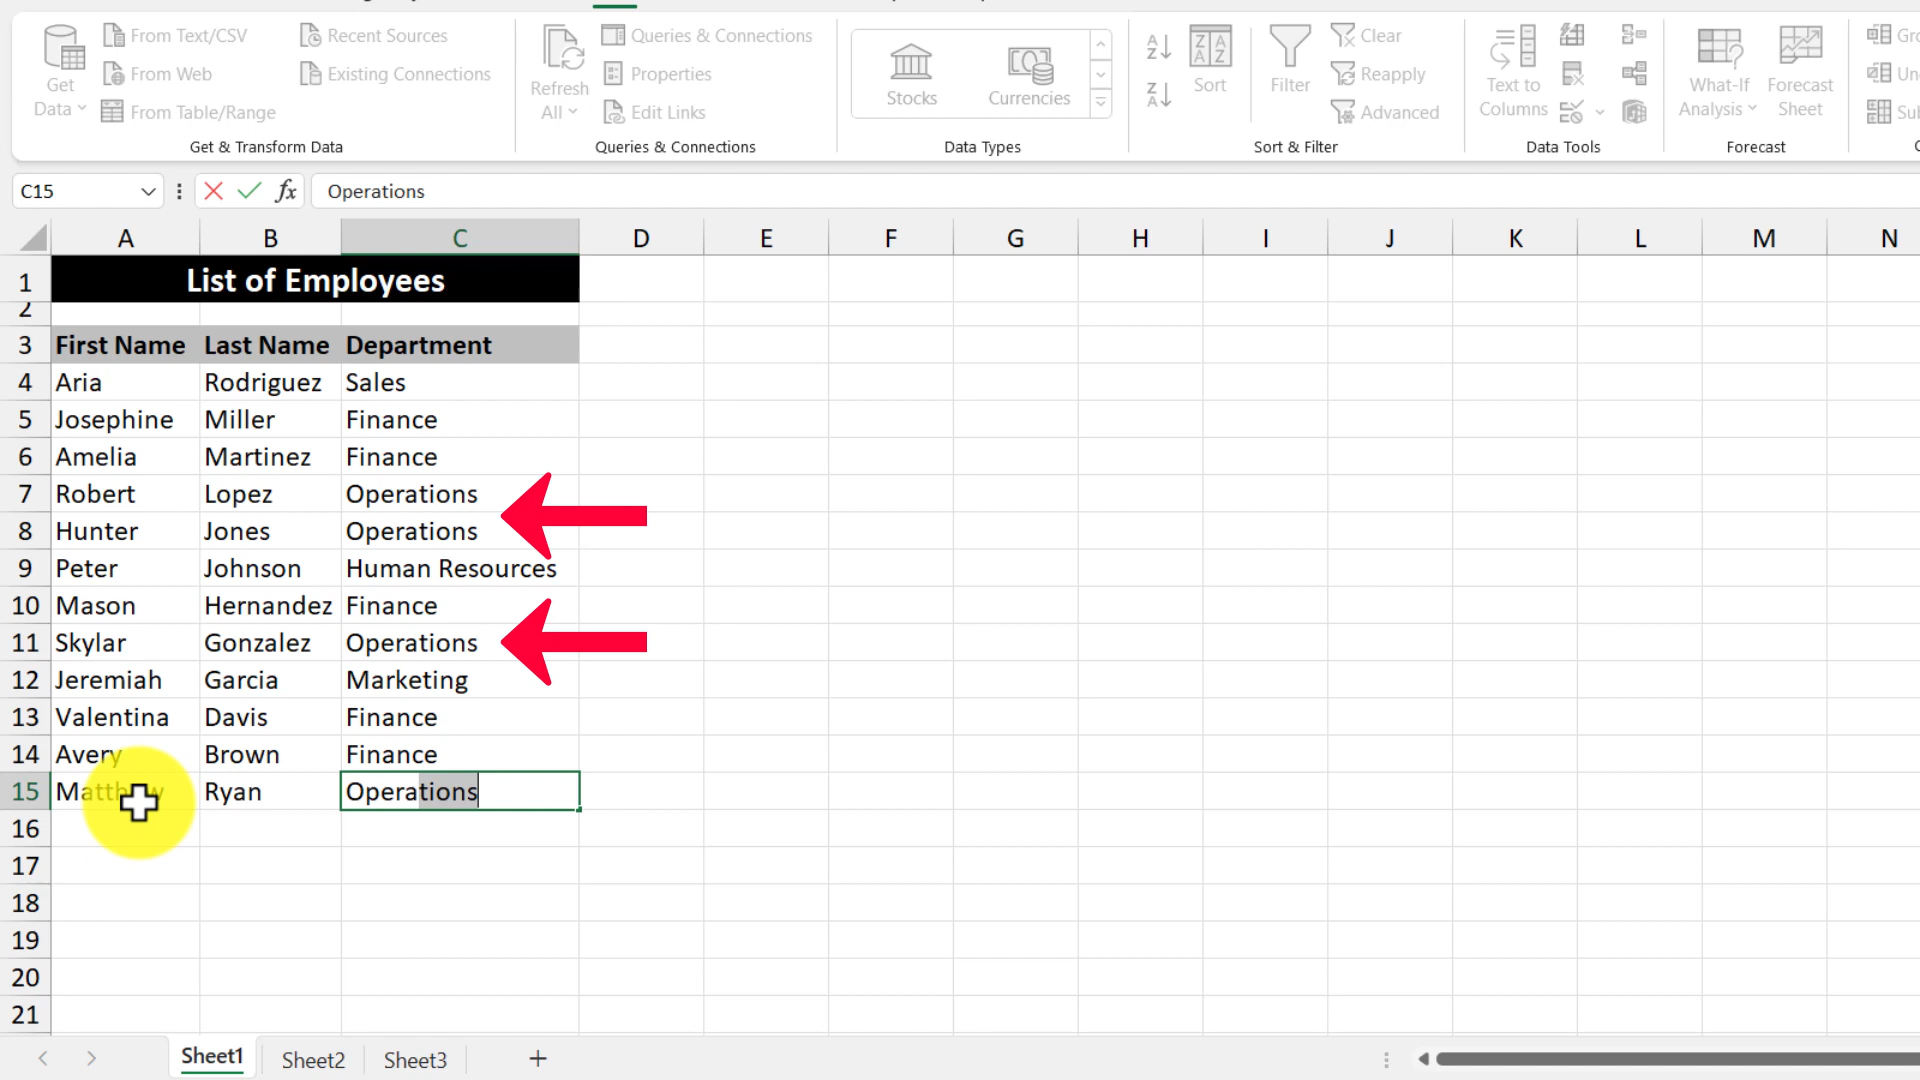 Get Data
From Text/CSV
From Web
From Table/Range
Recent Sources
Existing Connections
Get & Transform Data
Refresh All
Queries & Connections
Properties
Edit Links
Queries & Connections
Stocks
Currencies
Data Types
A Z
Z A
Z A A Z
Sort
Filter
Clear
Reapply
Advanced
Sort & Filter
Text to Columns
Data Tools
What-If Analysis
Forecast Sheet
Forecast
C15
fx
Operations
A B C D E F G H I J K L M N
1 List of Employees
2
3 First Name Last Name Department
4 Aria Rodriguez Sales
5 Josephine Miller Finance
6 Amelia Martinez Finance
7 Robert Lopez Operations
8 Hunter Jones Operations
9 Peter Johnson Human Resources
10 Mason Hernandez Finance
11 Skylar Gonzalez Operations
12 Jeremiah Garcia Marketing
13 Valentina Davis Finance
14 Avery Brown Finance
15 Matthew Ryan Operations
16
17
18
19
20
21
Sheet1 Sheet2 Sheet3